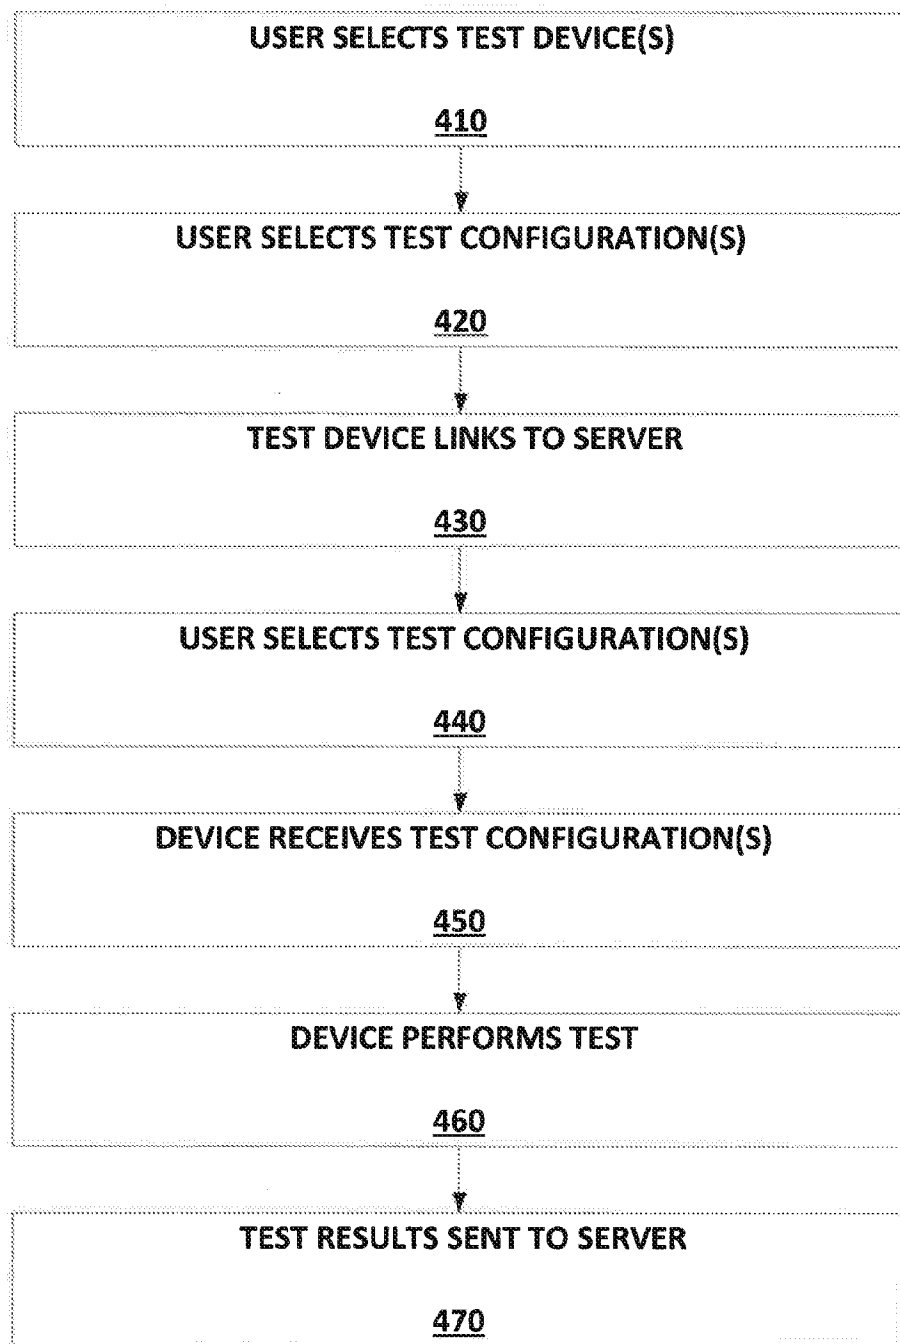 USER SELECTS TEST DEVICE(S)
410
USER SELECTS TEST CONFIGURATION(S)
420
TEST DEVICE LINKS TO SERVER
430
USER SELECTS TEST CONFIGURATION(S)
440
DEVICE RECEIVES TEST CONFIGURATION(S)
450
DEVICE PERFORMS TEST
460
TEST RESULTS SENT TO SERVER
470